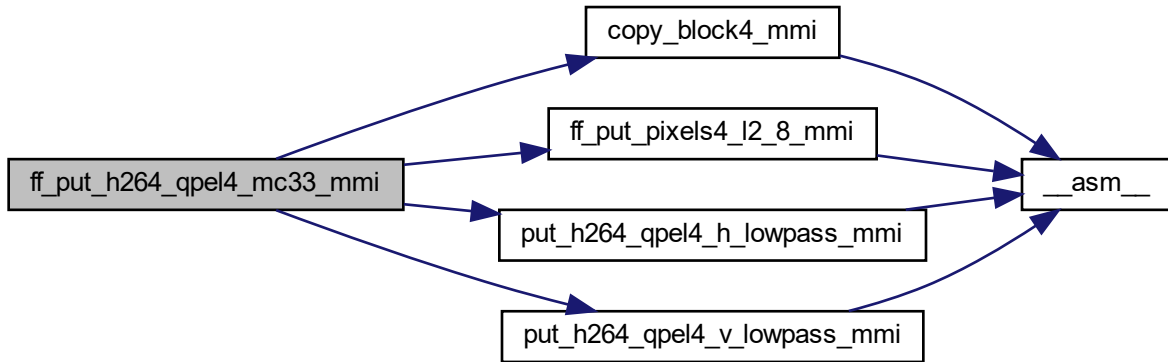 copy_block4_mmi
ff_put_pixels4_l2_8_mmi
ff_put_h264_qpel4_mc33_mmi
__asm__
put_h264_qpel4_h_lowpass_mmi
put_h264_qpel4_v_lowpass_mmi